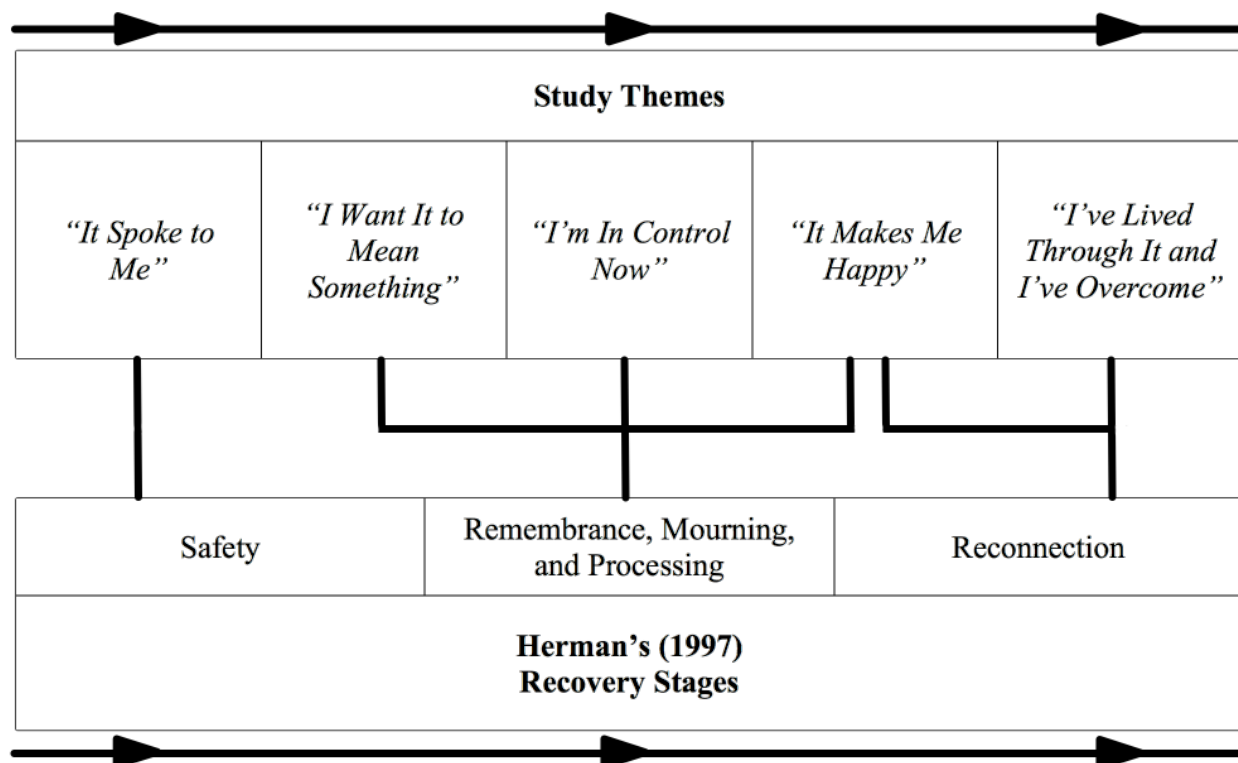 Study Themes
“It Spoke to
Me”
“I Want It to
Mean
Something”
“I’m In Control
Now”
“It Makes Me
Happy”
“I’ve Lived
Through It and
I’ve Overcome”
Safety
Remembrance, Mourning,
and Processing
Reconnection
Herman’s (1997)
Recovery Stages